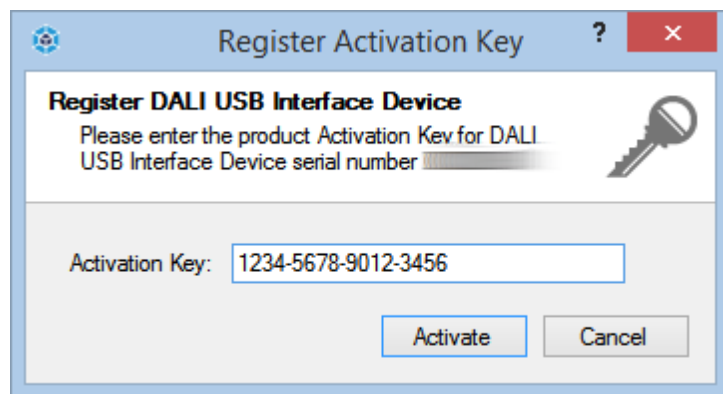 Register Activation Key
?
×
Register DALI USB Interface Device
Please enter the product Activation Key for DALI
USB Interface Device serial number
Activation Key: 1234-5678-9012-3456
Activate Cancel